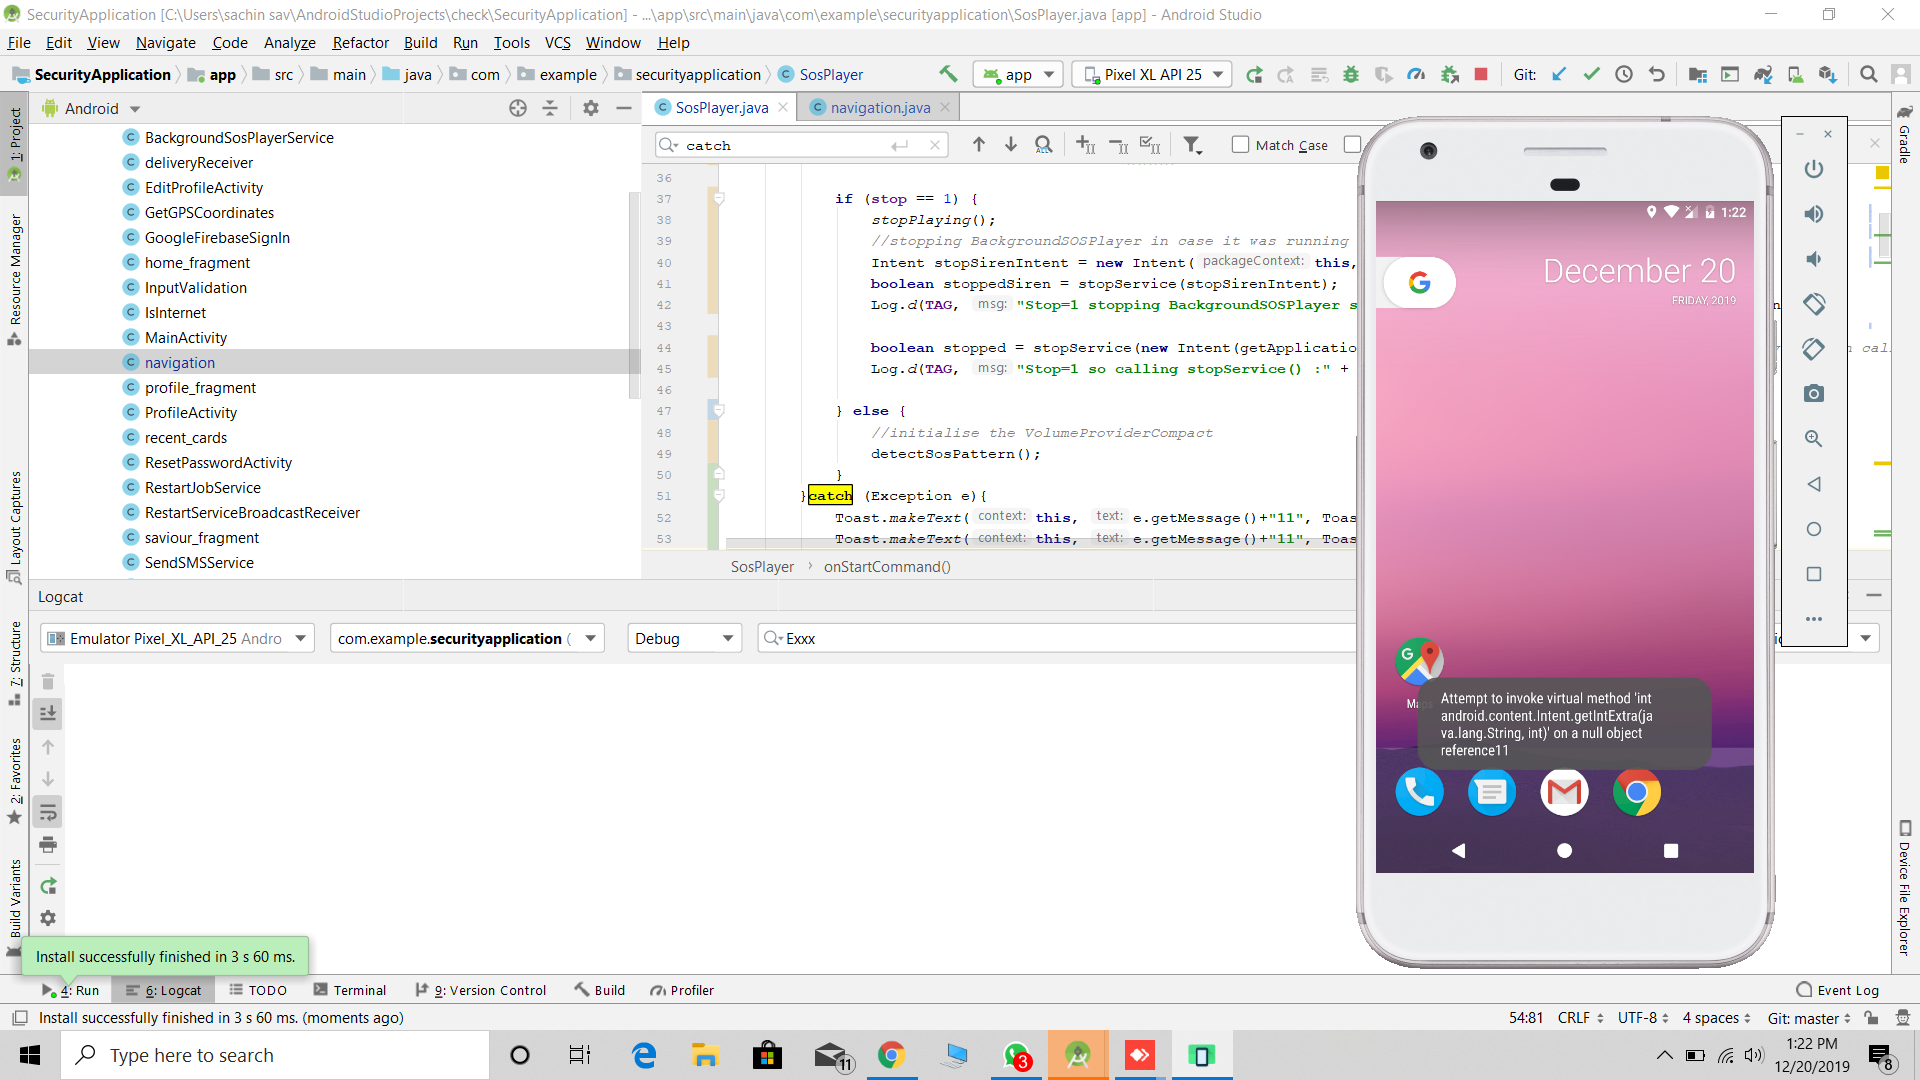 SecurityApplication [C:\Users\sachin sav\AndroidStudioProjects\check\SecurityApplication] - ...\app\src\main\java\com\example\securityapplication\SosPlayer.java [app] - Android Studio
File Edit View Navigate Code Analyze Refactor Build Run Tools VCS Window Help
SecurityApplication app src main java com example securityapplication SosPlayer app Pixel XL API 25 Git:
Android
SosPlayer.java
navigation.java
catch
Match Case
1: Project
Resource Manager
Layout Captures
7: Structure
2: Favorites
Build Variants
BackgroundSosPlayerService
deliveryReceiver
EditProfileActivity
GetGPSCoordinates
GoogleFirebaseSignIn
home_fragment
InputValidation
IsInternet
MainActivity
navigation
profile_fragment
ProfileActivity
recent_cards
ResetPasswordActivity
RestartJobService
RestartServiceBroadcastReceiver
saviour_fragment
SendSMSService
36
37 if (stop == 1) {
38 stopPlaying();
39 //stopping BackgroundSOSPlayer in case it was running
40 Intent stopSirenIntent = new Intent( packageContext: this,
41 boolean stoppedSiren = stopService(stopSirenIntent);
42 Log.d(TAG, msg: "Stop=1 stopping BackgroundSOSPlayer s
43
44 boolean stopped = stopService(new Intent(getApplicatio
45 Log.d(TAG, msg: "Stop=1 so calling stopService() :" +
46
47 } else {
48 //initialise the VolumeProviderCompact
49 detectSosPattern();
50 }
51 }catch (Exception e){
52 Toast.makeText( context: this, text: e.getMessage()+"11", Toas
53 Toast.makeText( context: this, text: e.getMessage()+"11", Toas
SosPlayer › onStartCommand()
1:22
G
December 20
FRIDAY, 2019
Attempt to invoke virtual method 'int
android.content.Intent.getIntExtra(ja
va.lang.String, int)' on a null object
reference11
Gradle
Device File Explorer
Logcat
Emulator Pixel_XL_API_25 Andro
com.example.securityapplication (
Debug
Exxx
Install successfully finished in 3 s 60 ms.
4: Run 6: Logcat TODO Terminal 9: Version Control Build Profiler Event Log
Install successfully finished in 3 s 60 ms. (moments ago)
54:81 CRLF UTF-8 4 spaces Git: master
Type here to search
11
3
1:22 PM
12/20/2019
8